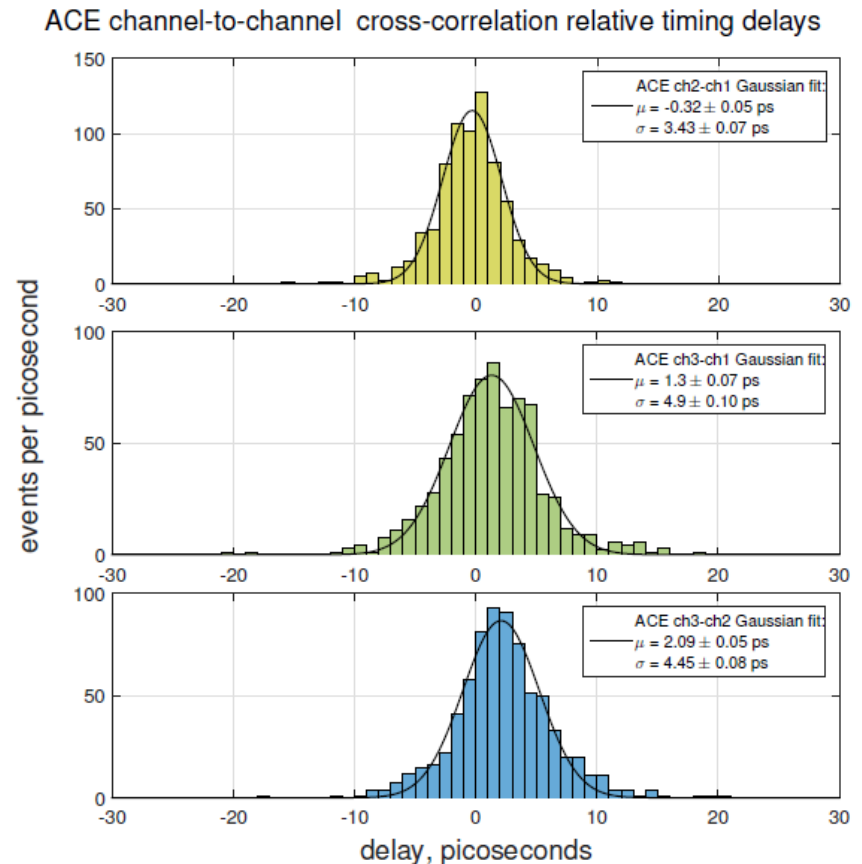 ACE channel-to-channel  cross-correlation relative timing delays
events per picosecond
150
100
50
0
ACE ch2-ch1 Gaussian fit:
μ = -0.32 ± 0.05 ps
σ = 3.43 ± 0.07 ps
-30 -20 -10 0 10 20 30
100
50
0
ACE ch3-ch1 Gaussian fit:
μ = 1.3 ± 0.07 ps
σ = 4.9 ± 0.10 ps
-30 -20 -10 0 10 20 30
100
50
0
ACE ch3-ch2 Gaussian fit:
μ = 2.09 ± 0.05 ps
σ = 4.45 ± 0.08 ps
-30 -20 -10 0 10 20 30
delay, picoseconds